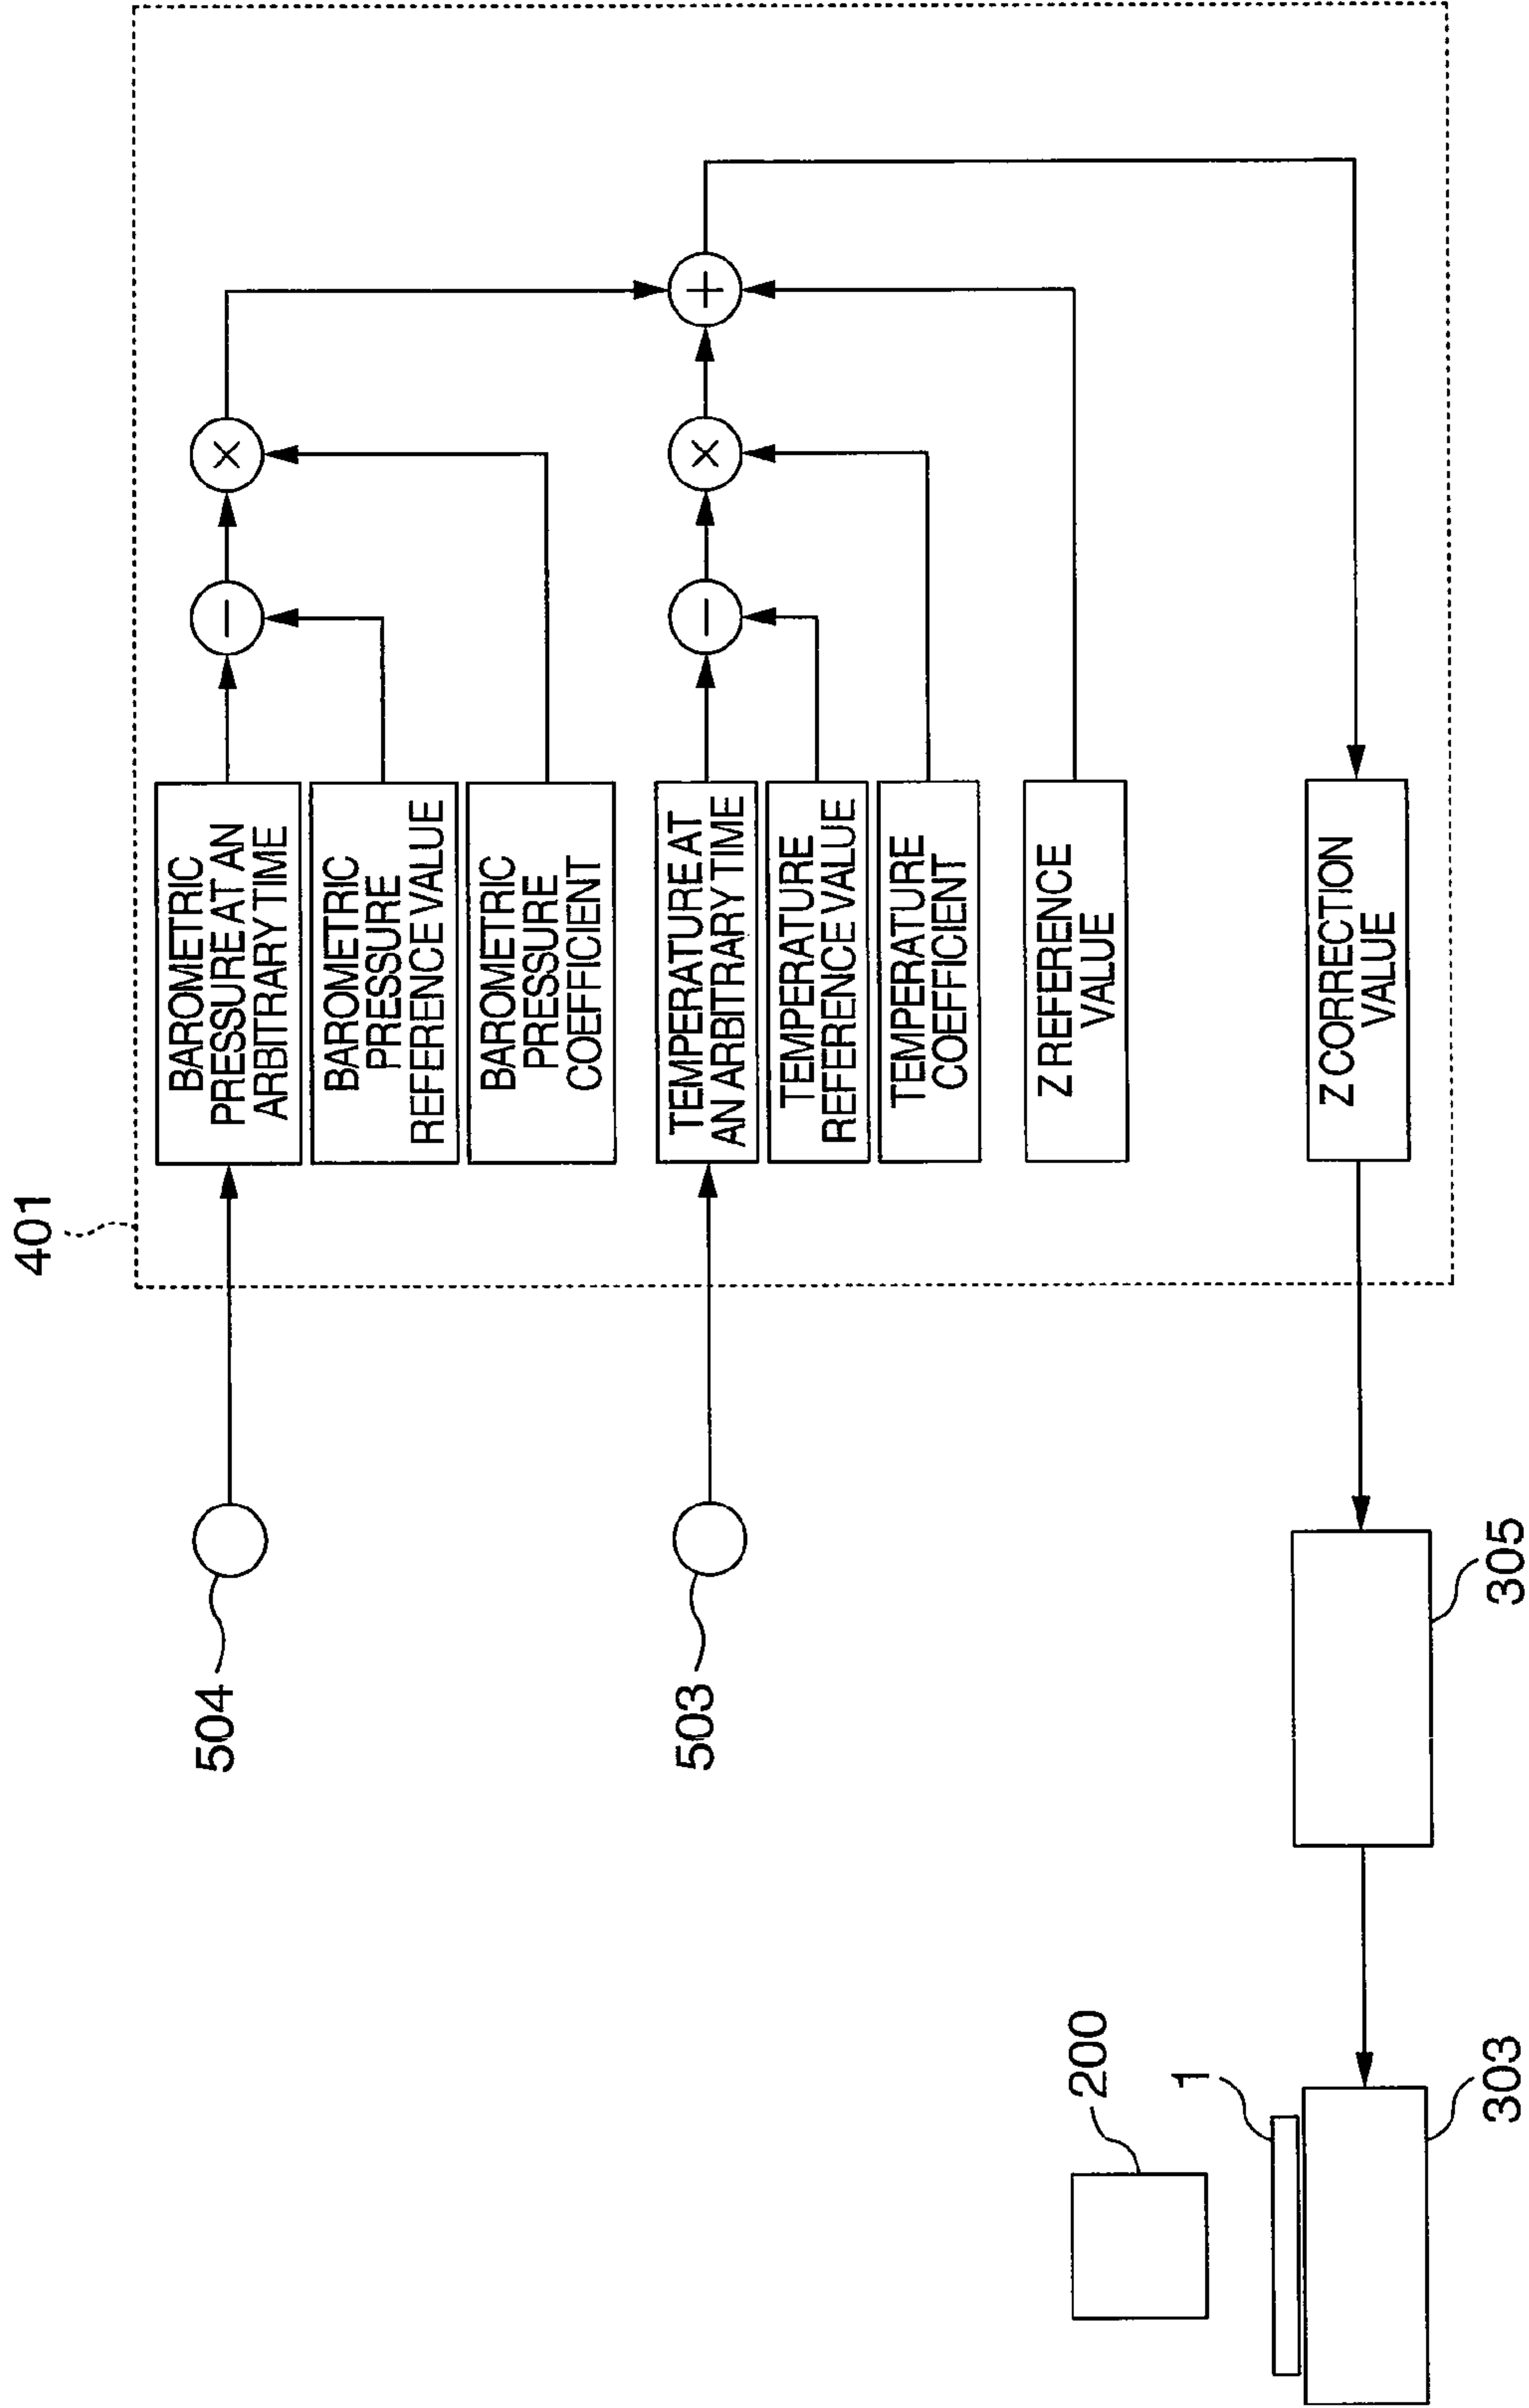 401
BAROMETRIC
PRESSURE AT AN
ARBITRARY TIME
BAROMETRIC
PRESSURE
REFERENCE VALUE
BAROMETRIC
PRESSURE
COEFFICIENT
TEMPERATURE AT
AN ARBITRARY TIME
TEMPERATURE
REFERENCE VALUE
TEMPERATURE
COEFFICIENT
Z REFERENCE
VALUE
Z CORRECTION
VALUE
−
×
−
×
+
504
503
305
200
1
303